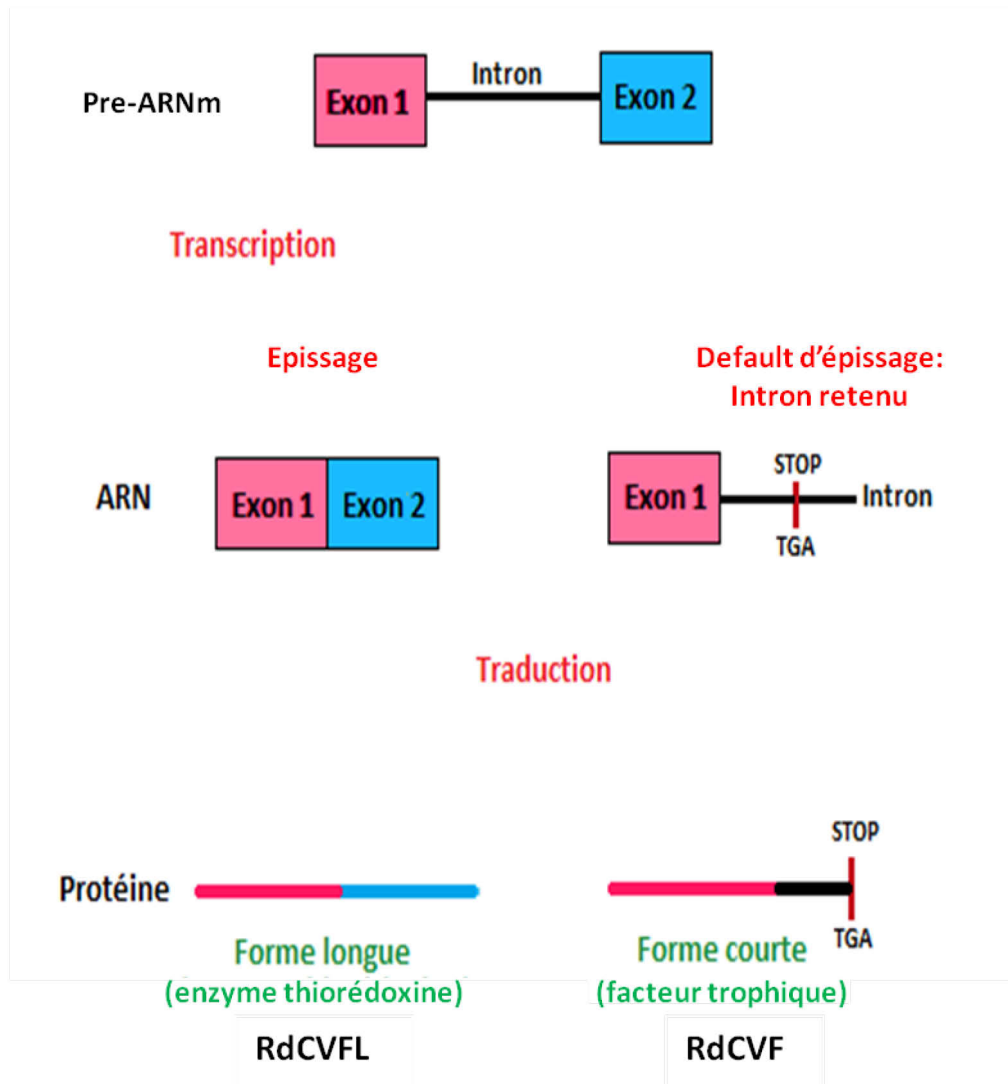 Intron
Pre-ARNm
Exon 1
Exon 2
Transcription
Epissage
Default d'épissage:
Intron retenu
ARN
Exon 1
Exon 2
Exon 1
STOP
Intron
TGA
Traduction
STOP
Protéine
TGA
Forme longue
(enzyme thiorédoxine)
Forme courte
(facteur trophique)
RdCVFL
RdCVF